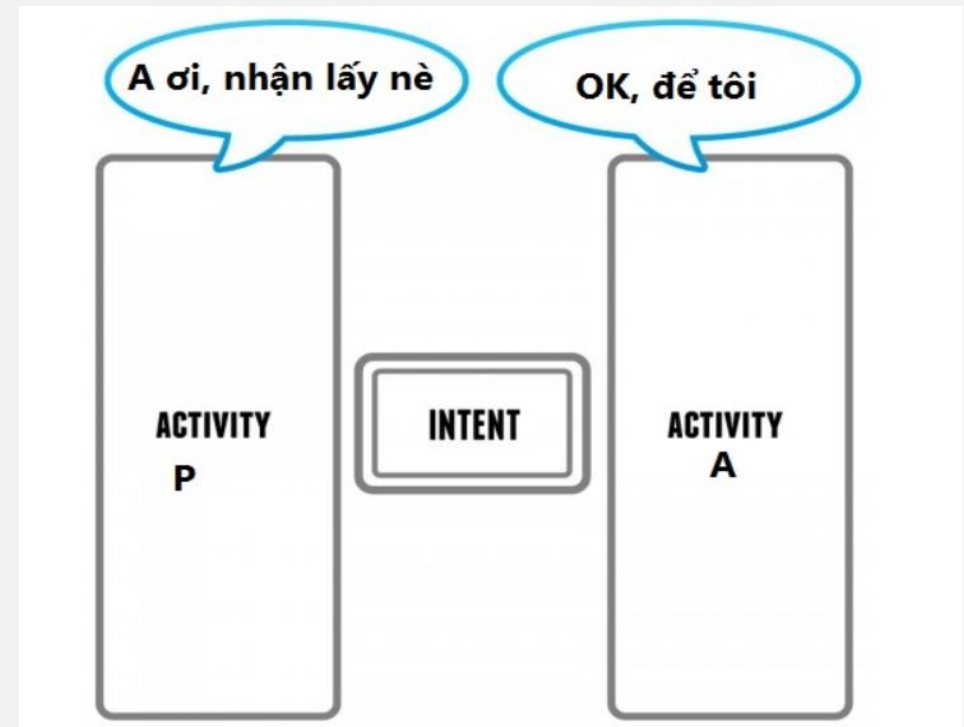 A ơi, nhận lấy nè
OK, để tôi
ACTIVITY
P
INTENT
ACTIVITY
A